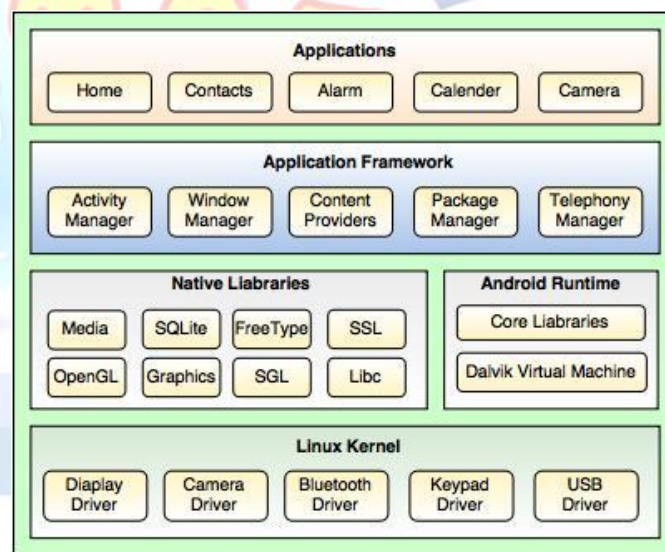 Applications
Home Contacts Alarm Calender Camera
Application Framework
Activity Manager
Window Manager
Content Providers
Package Manager
Telephony Manager
Native Liabraries
Media SQLite FreeType SSL
OpenGL Graphics SGL Libc
Android Runtime
Core Liabraries
Dalvik Virtual Machine
Linux Kernel
Diaplay Driver
Camera Driver
Bluetooth Driver
Keypad Driver
USB Driver